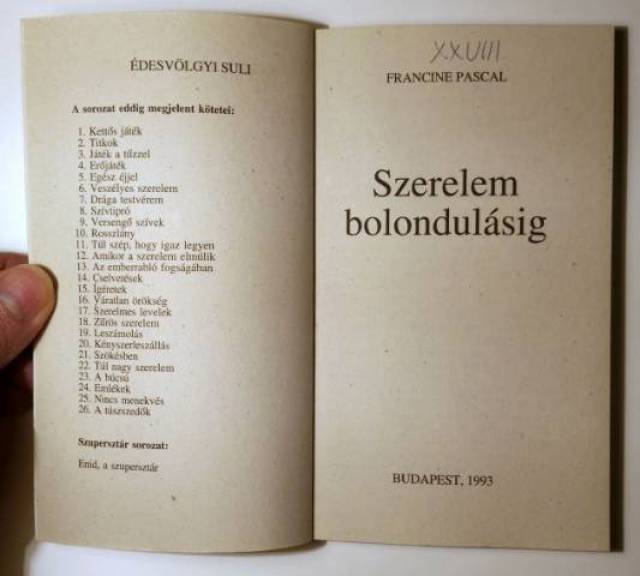 ÉDESVÖLGYI SULI
A sorozat eddig megjelent kötetei:
1. Kettős játék
2. Titkok
3. Játék a tűzzel
4. Erőjáték
5. Egész éjjel
6. Veszélyes szerelem
7. Drága testvérem
8. Szívtipró
9. Versengő szívek
10. Rosszlány
11. Túl szép, hogy igaz legyen
12. Amikor a szerelem elmúlik
13. Az emberrabló fogságában
14. Cselvetések
15. Ígéretek
16. Váratlan örökség
17. Szerelmes levelek
18. Zűrös szerelem
19. Leszámolás
20. Kényszerleszállás
21. Szökésben
22. Túl nagy szerelem
23. A búcsú
24. Emlékek
25. Nincs menekvés
26. A túszszedők
Szupersztár sorozat:
Enid, a szupersztár
XXVIII
FRANCINE PASCAL
Szerelem
bolondulásig
BUDAPEST, 1993